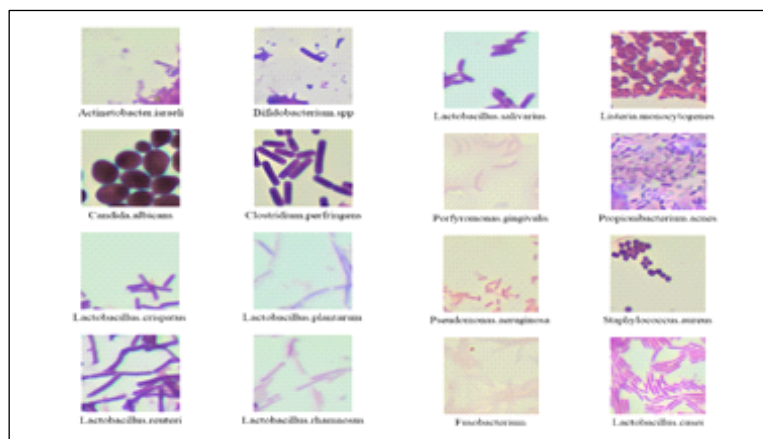 Actinetobacter.israeli
Bifidobacterium.spp
Lactobacillus.salivarius
Listeria.monocytogenes
Candida.albicans
Clostridium.perfringens
Porfyromonas.gingivalis
Propionibacterium.acnes
Lactobacillus.crispatus
Lactobacillus.plantarum
Pseudomonas.aeruginosa
Staphylococcus.aureus
Lactobacillus.reuteri
Lactobacillus.rhamnosus
Fusobacterium
Lactobacillus.casei